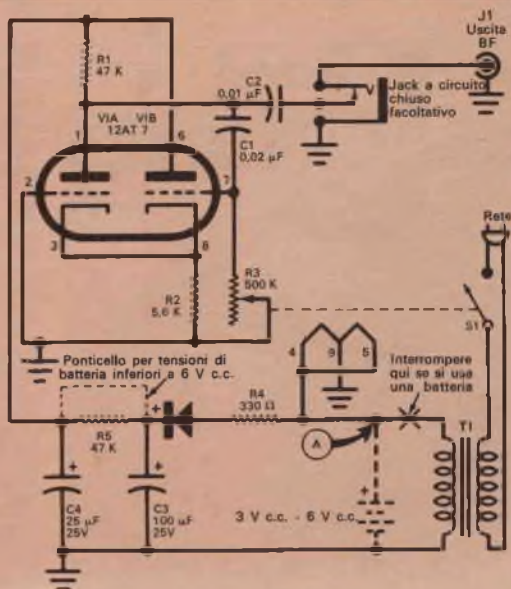 J1
Uscita
BF
R1
47 K
C2
0,01 µF
Jack a circuito
chiuso
facoltativo
V1A V1B
12AT 7
1
6
C1
0,02 µF
2
7
3
8
Rete
R3
500 K
R2
5,6 K
S1
Ponticello per tensioni di
batteria inferiori a 6 V c.c.
4
9
5
Interrompere
qui se si usa
una batteria
R4
330 Ω
+
R5
47 K
A
T1
+
+
+
C4
25 µF
25V
C3
100 µF
25V
3 V c.c. - 6 V c.c.